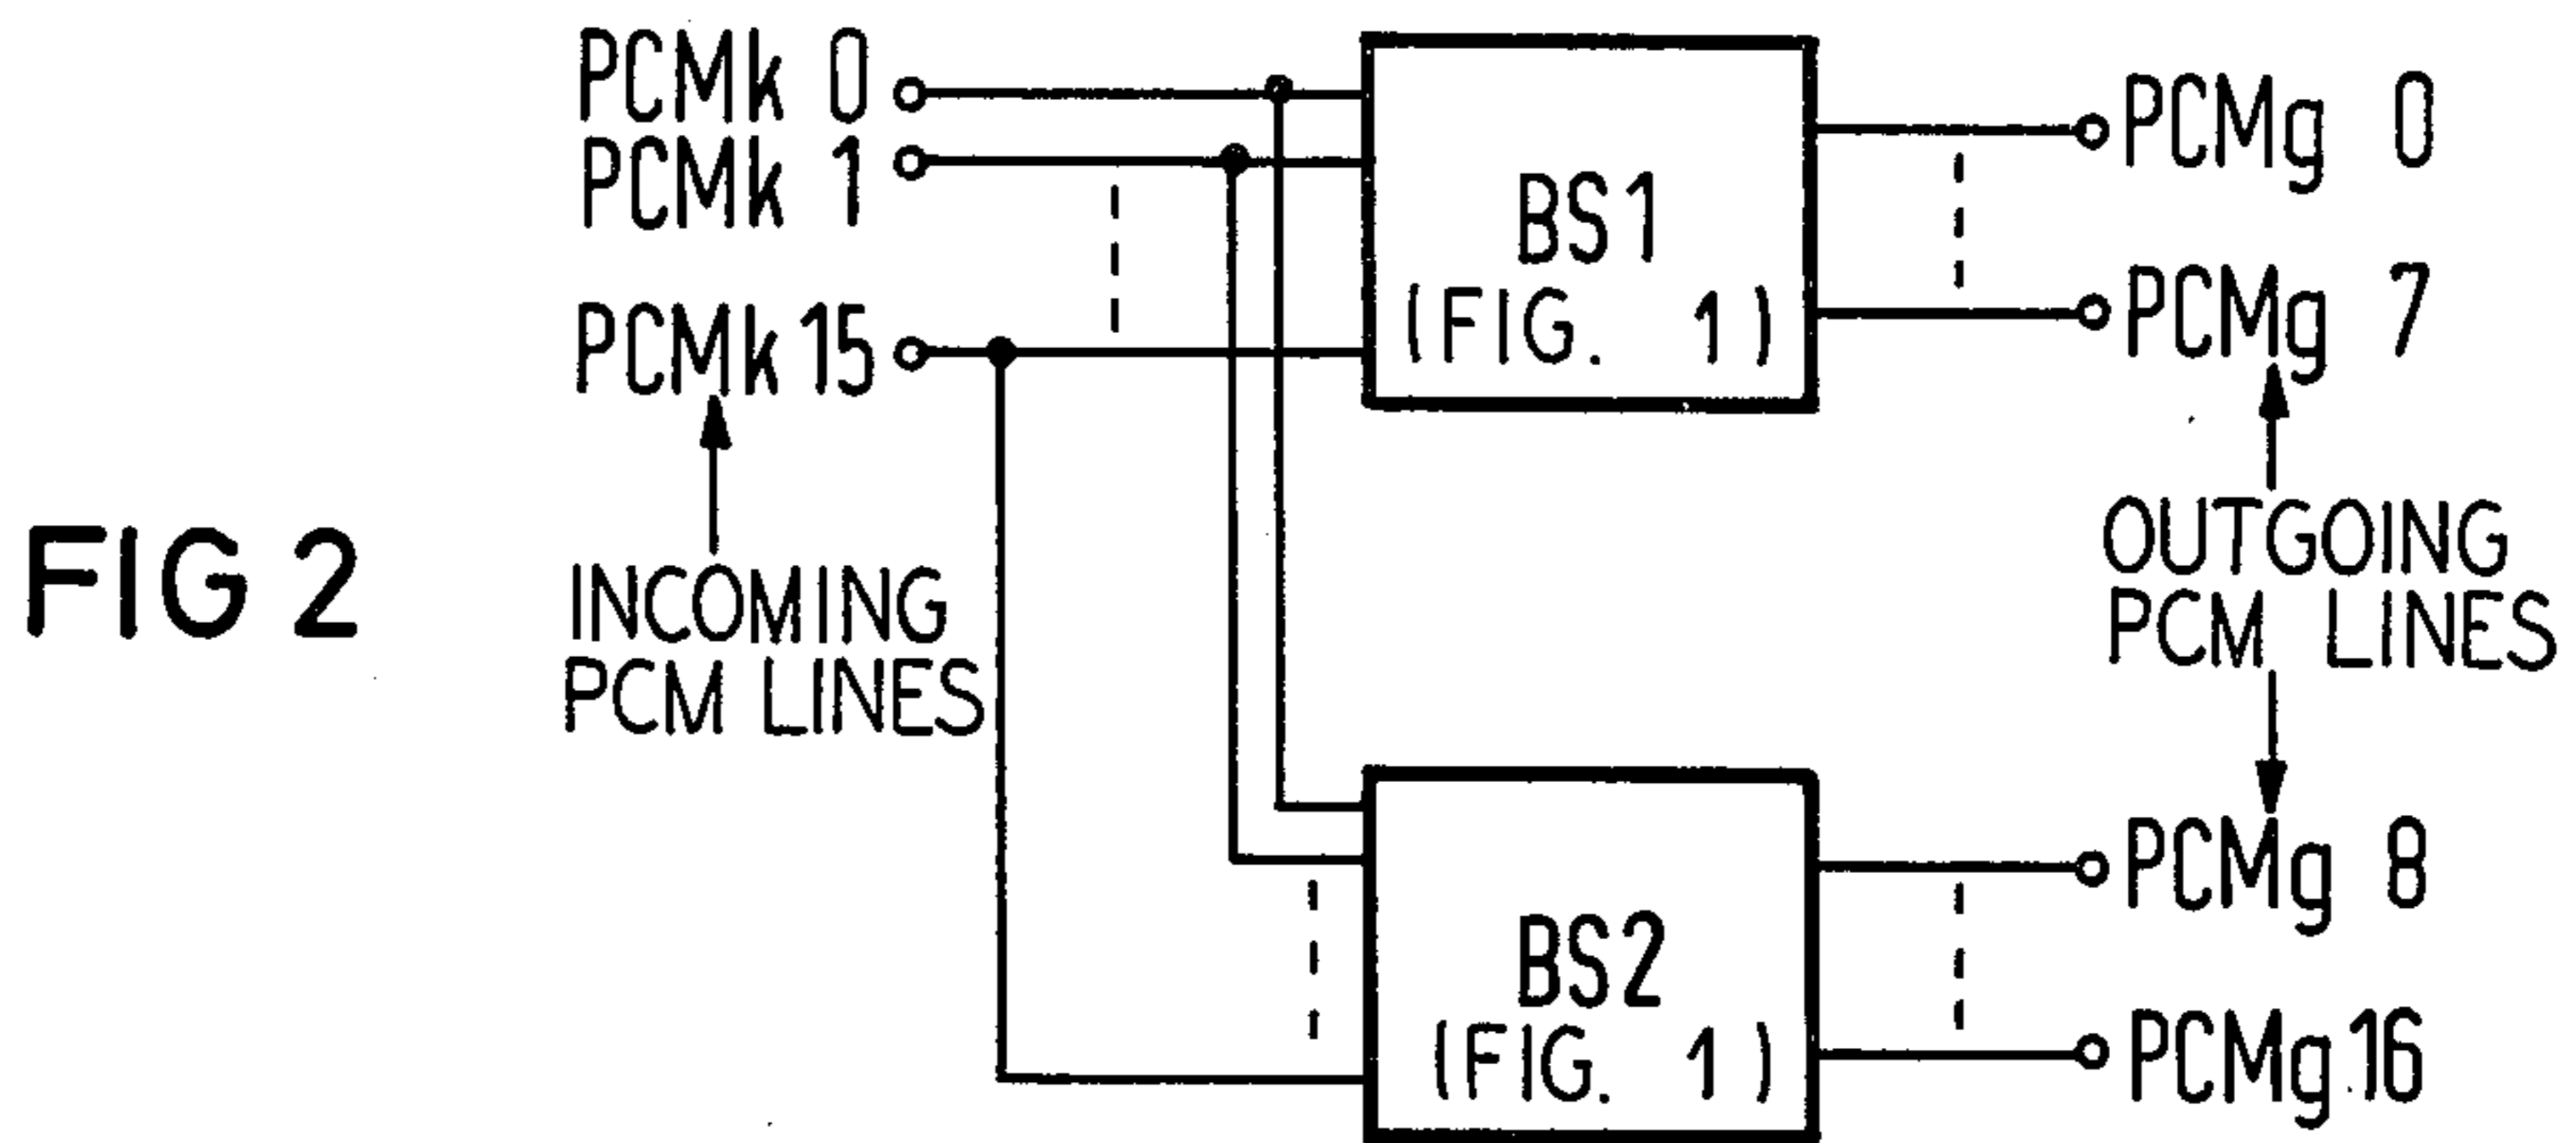 PCMk 0
PCMk 1
PCMk 15
INCOMING
PCM LINES
FIG 2
BS1
(FIG. 1)
BS2
(FIG. 1)
PCMg 0
PCMg 7
OUTGOING
PCM LINES
PCMg 8
PCMg 16